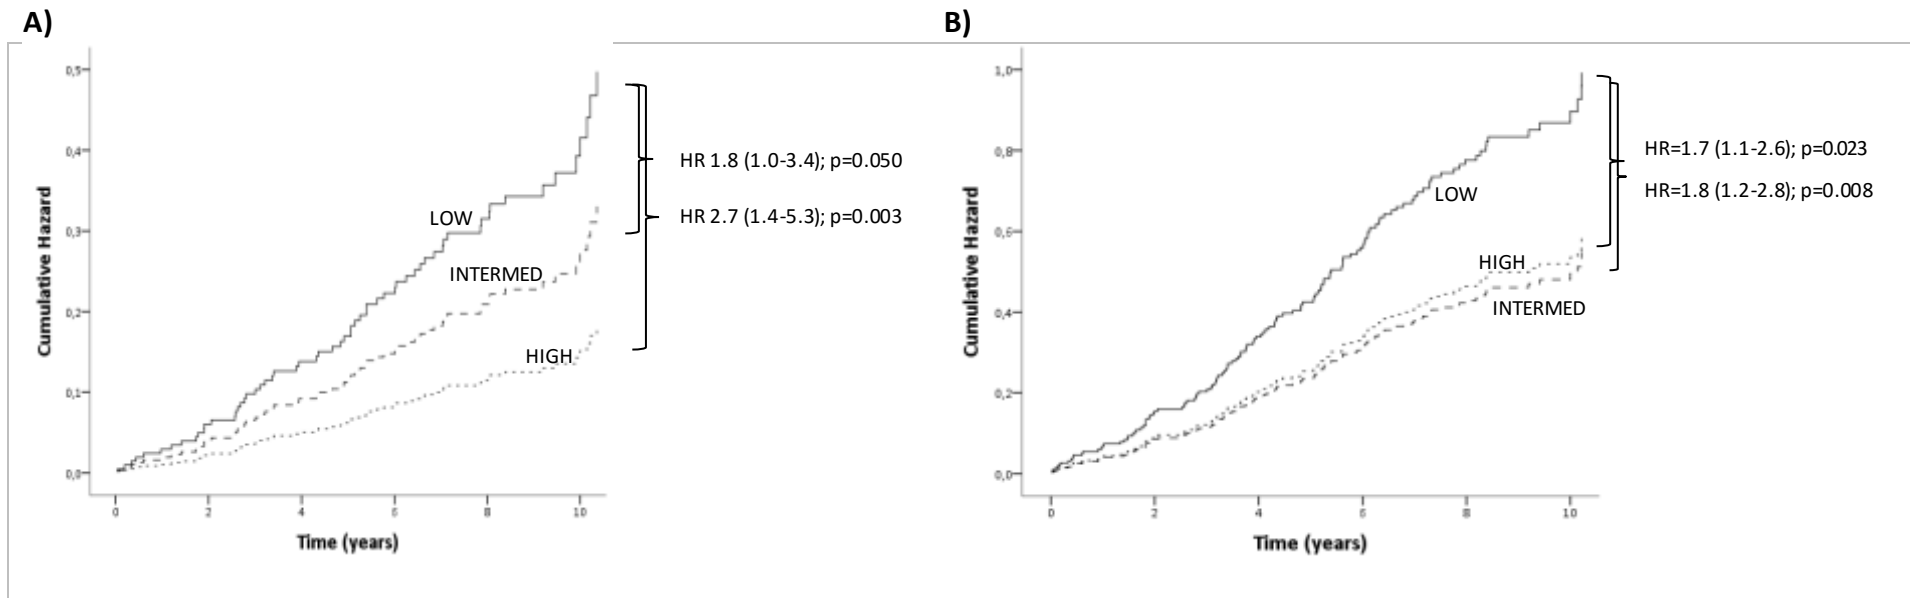 A)
0,5
0,4
0,3
0,2
0,1
0,0
Cumulative Hazard
LOW
INTERMED
HIGH
0 2 4 6 8 10
Time (years)
HR 1.8 (1.0-3.4); p=0.050
HR 2.7 (1.4-5.3); p=0.003
B)
1,0
0,8
0,6
0,4
0,2
0,0
Cumulative Hazard
LOW
HIGH
INTERMED
0 2 4 6 8 10
Time (years)
HR=1.7 (1.1-2.6); p=0.023
HR=1.8 (1.2-2.8); p=0.008